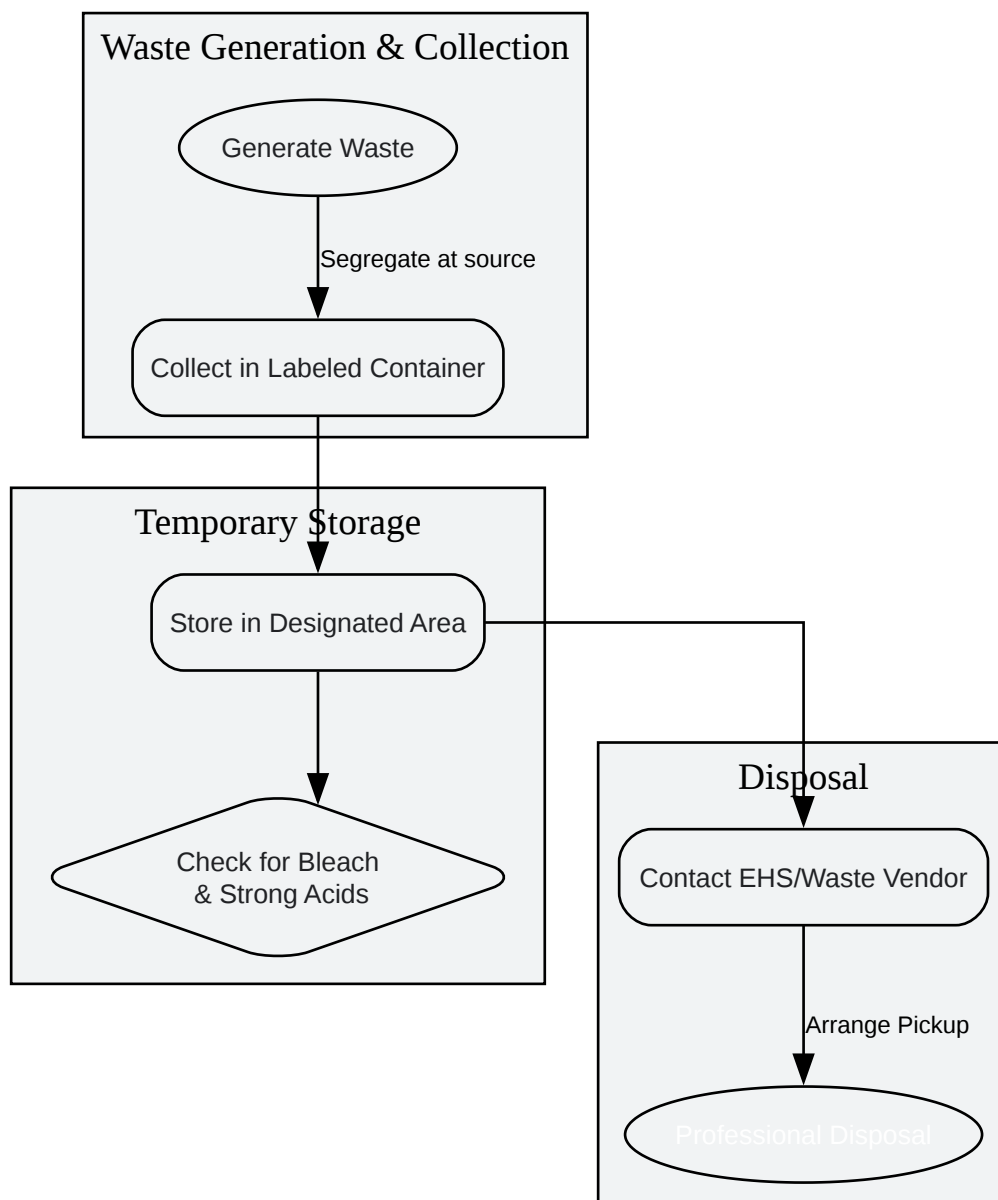 Waste Generation & Collection
Generate Waste
Segregate at source
Collect in Labeled Container
Temporary Storage
Store in Designated Area
Check for Bleach
& Strong Acids
Disposal
Contact EHS/Waste Vendor
Arrange Pickup
Professional Disposal